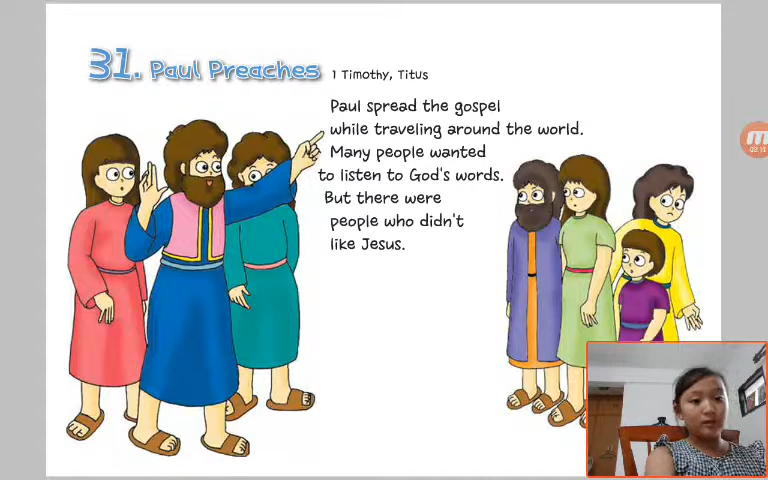 31. Paul Preaches 1 Timothy, Titus
Paul spread the gospel
while traveling around the world.
Many people wanted
to listen to God's words.
But there were
people who didn't
like Jesus.